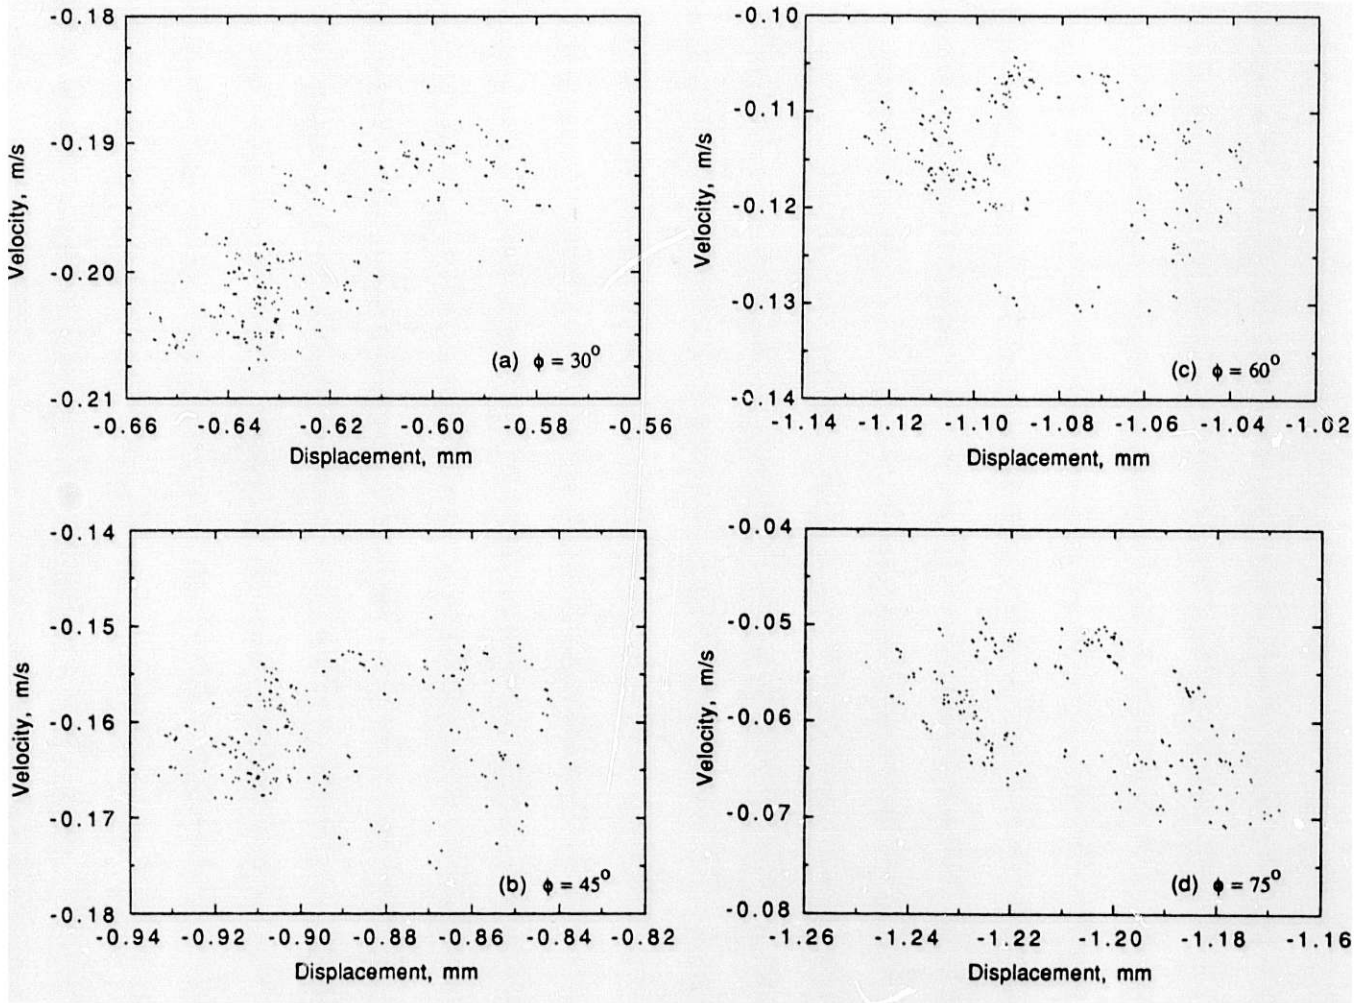 -0.18
-0.19
-0.20
-0.21
Velocity, m/s
(a) ϕ = 30°
-0.66 -0.64 -0.62 -0.60 -0.58 -0.56
Displacement, mm
-0.10
-0.11
-0.12
-0.13
-0.14
Velocity, m/s
(c) ϕ = 60°
-1.14 -1.12 -1.10 -1.08 -1.06 -1.04 -1.02
Displacement, mm
-0.14
-0.15
-0.16
-0.17
-0.18
Velocity, m/s
(b) ϕ = 45°
-0.94 -0.92 -0.90 -0.88 -0.86 -0.84 -0.82
Displacement, mm
-0.04
-0.05
-0.06
-0.07
-0.08
Velocity, m/s
(d) ϕ = 75°
-1.26 -1.24 -1.22 -1.20 -1.18 -1.16
Displacement, mm